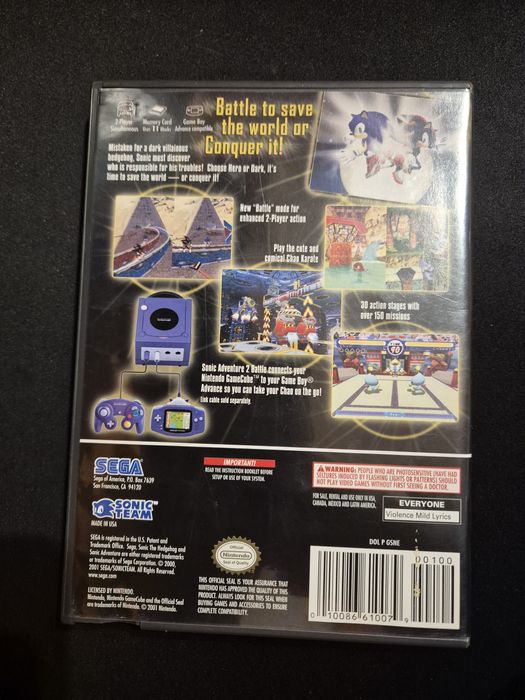 2-Player
Simultaneous
Memory Card
Uses 11 Blocks
Game Boy
Advance compatible
Battle to save
the world or
Conquer it!
Mistaken for a dark villainous
hedgehog, Sonic must discover
who is responsible for his troubles! Choose Hero or Dark, it's
time to save the world — or conquer it!
New "Battle" mode for
enhanced 2-Player action
Play the cute and
comical Chao Karate
3D action stages with
over 150 missions
Sonic Adventure 2 Battle connects your
Nintendo GameCube™ to your Game Boy®
Advance so you can take your Chao on the go!
Link cable sold separately.
SEGA
Sega of America, P.O. Box 7639
San Francisco, CA 94120
SONIC
TEAM
MADE IN USA
IMPORTANT!
READ THE INSTRUCTION BOOKLET BEFORE
SETUP OR USE OF YOUR SYSTEM.
WARNING: PEOPLE WHO ARE PHOTOSENSITIVE (HAVE HAD
SEIZURES INDUCED BY FLASHING LIGHTS OR PATTERNS) SHOULD
NOT PLAY VIDEO GAMES WITHOUT FIRST SEEING A DOCTOR.
FOR SALE, RENTAL AND USE ONLY IN USA,
CANADA, MEXICO AND LATIN AMERICA.
EVERYONE
Violence Mild Lyrics
SEGA is registered in the U.S. Patent and
Trademark Office. Sega, Sonic The Hedgehog and
Sonic Adventure are either registered trademarks
or trademarks of Sega Corporation. © 2000,
2001 SEGA/SONICTEAM. All Rights Reserved.
www.sega.com
LICENSED BY NINTENDO.
Nintendo, Nintendo GameCube and the Official Seal
are trademarks of Nintendo. © 2001 Nintendo.
Official
Nintendo
Seal of Quality
THIS OFFICIAL SEAL IS YOUR ASSURANCE THAT
NINTENDO HAS APPROVED THE QUALITY OF THIS
PRODUCT. ALWAYS LOOK FOR THIS SEAL WHEN
BUYING GAMES AND ACCESSORIES TO ENSURE
COMPLETE COMPATIBILITY.
DOL P GSNE
00100
0 10086 61007 9